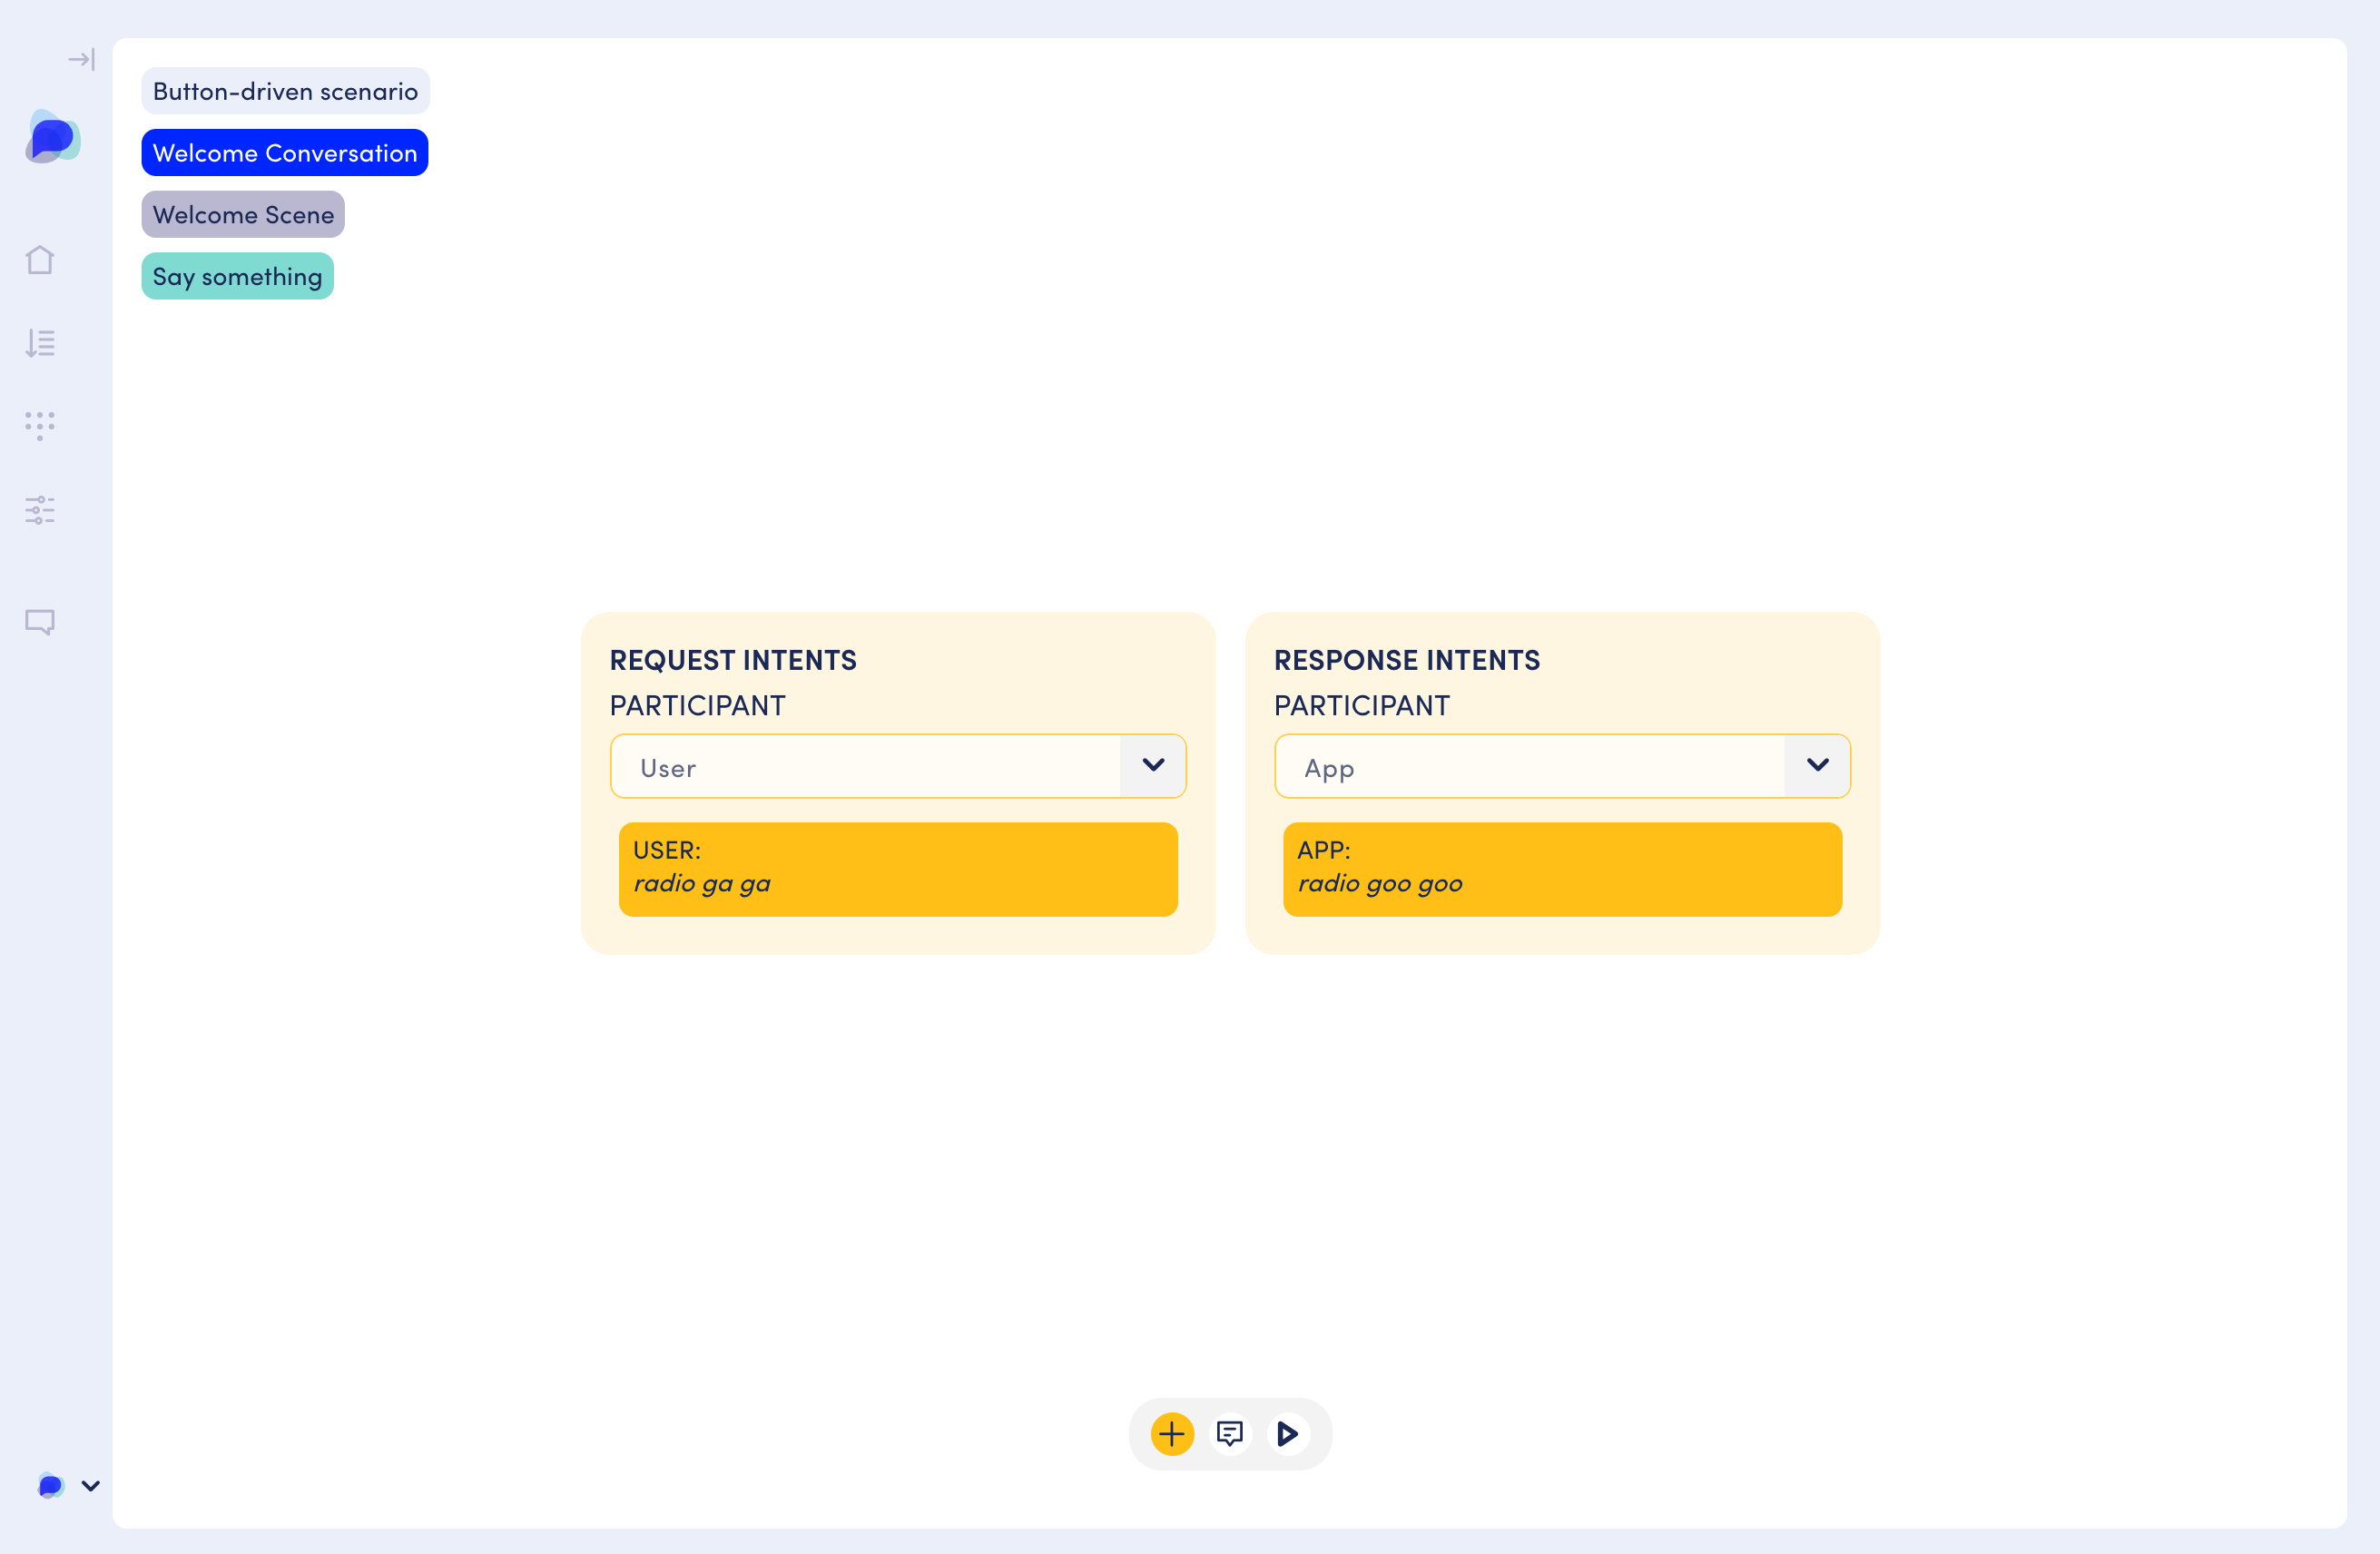 Button-driven scenario
Welcome Conversation
Welcome Scene
Say something
REQUEST INTENTS
PARTICIPANT
User
USER:
radio ga ga
RESPONSE INTENTS
PARTICIPANT
App
APP:
radio goo goo